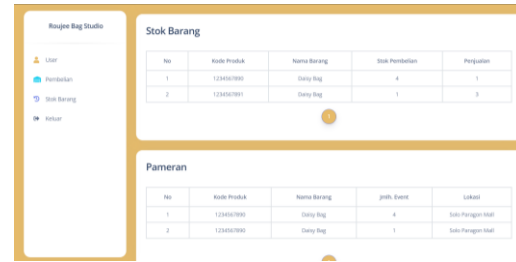 Roujee Bag Studio
User
Pembelian
Stok Barang
Keluar
Stok Barang
No Kode Produk Nama Barang Stok Pembelian Penjualan
1 1234567890 Daisy Bag 4 1
2 1234567891 Daisy Bag 1 3
1
Pameran
No Kode Produk Nama Barang Jmlh. Event Lokasi
1 1234567890 Daisy Bag 4 Solo Paragon Mall
2 1234567890 Daisy Bag 1 Solo Paragon Mall